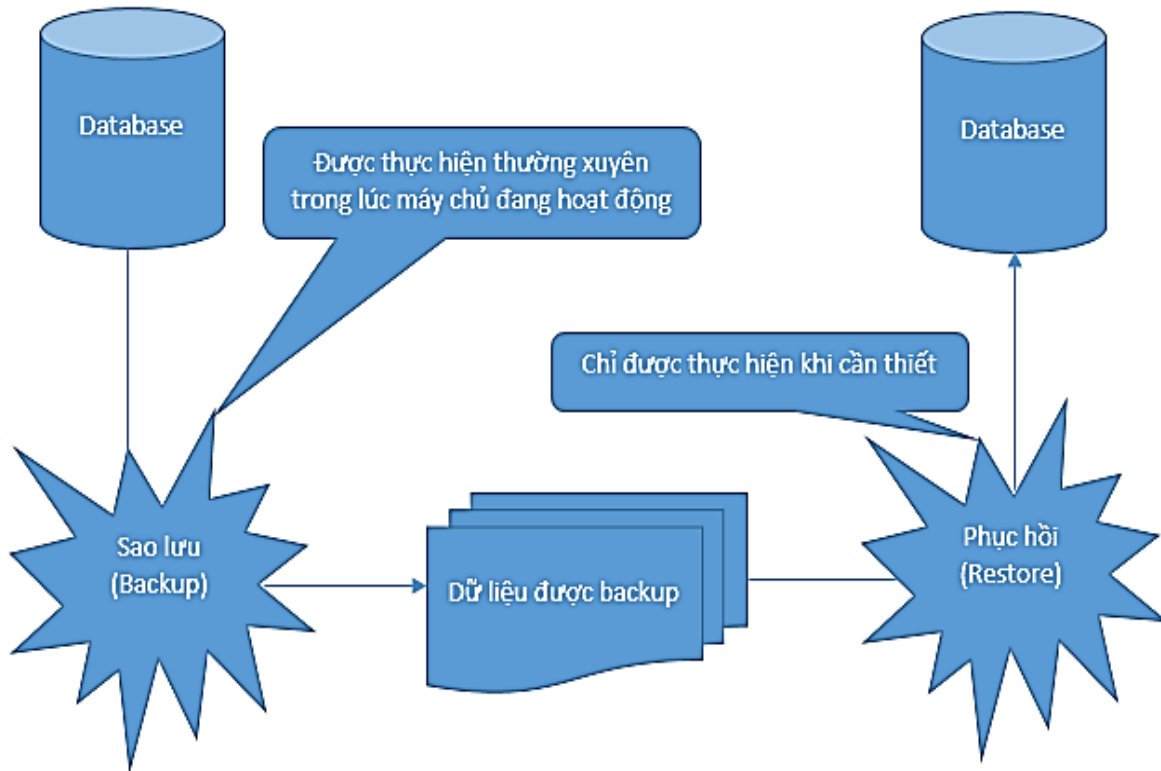 Database
Database
Được thực hiện thường xuyên
trong lúc máy chủ đang hoạt động
Chỉ được thực hiện khi cần thiết
Sao lưu
(Backup)
Dữ liệu được backup
Phục hồi
(Restore)